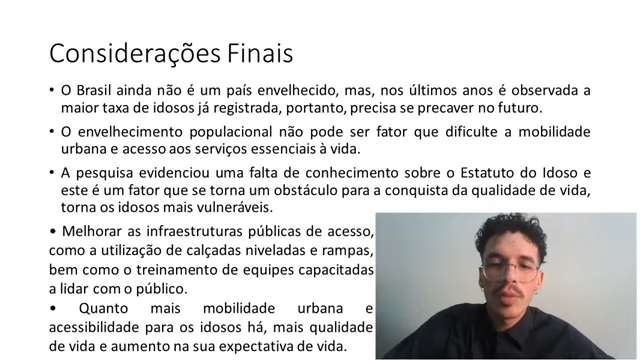 Considerações Finais
• O Brasil ainda não é um país envelhecido, mas, nos últimos anos é observada a
maior taxa de idosos já registrada, portanto, precisa se precaver no futuro.
• O envelhecimento populacional não pode ser fator que dificulte a mobilidade
urbana e acesso aos serviços essenciais à vida.
• A pesquisa evidenciou uma falta de conhecimento sobre o Estatuto do Idoso e
este é um fator que se torna um obstáculo para a conquista da qualidade de vida,
torna os idosos mais vulneráveis.
• Melhorar as infraestruturas públicas de acesso,
como a utilização de calçadas niveladas e rampas,
bem como o treinamento de equipes capacitadas
a lidar com o público.
• Quanto mais mobilidade urbana e
acessibilidade para os idosos há, mais qualidade
de vida e aumento na sua expectativa de vida.